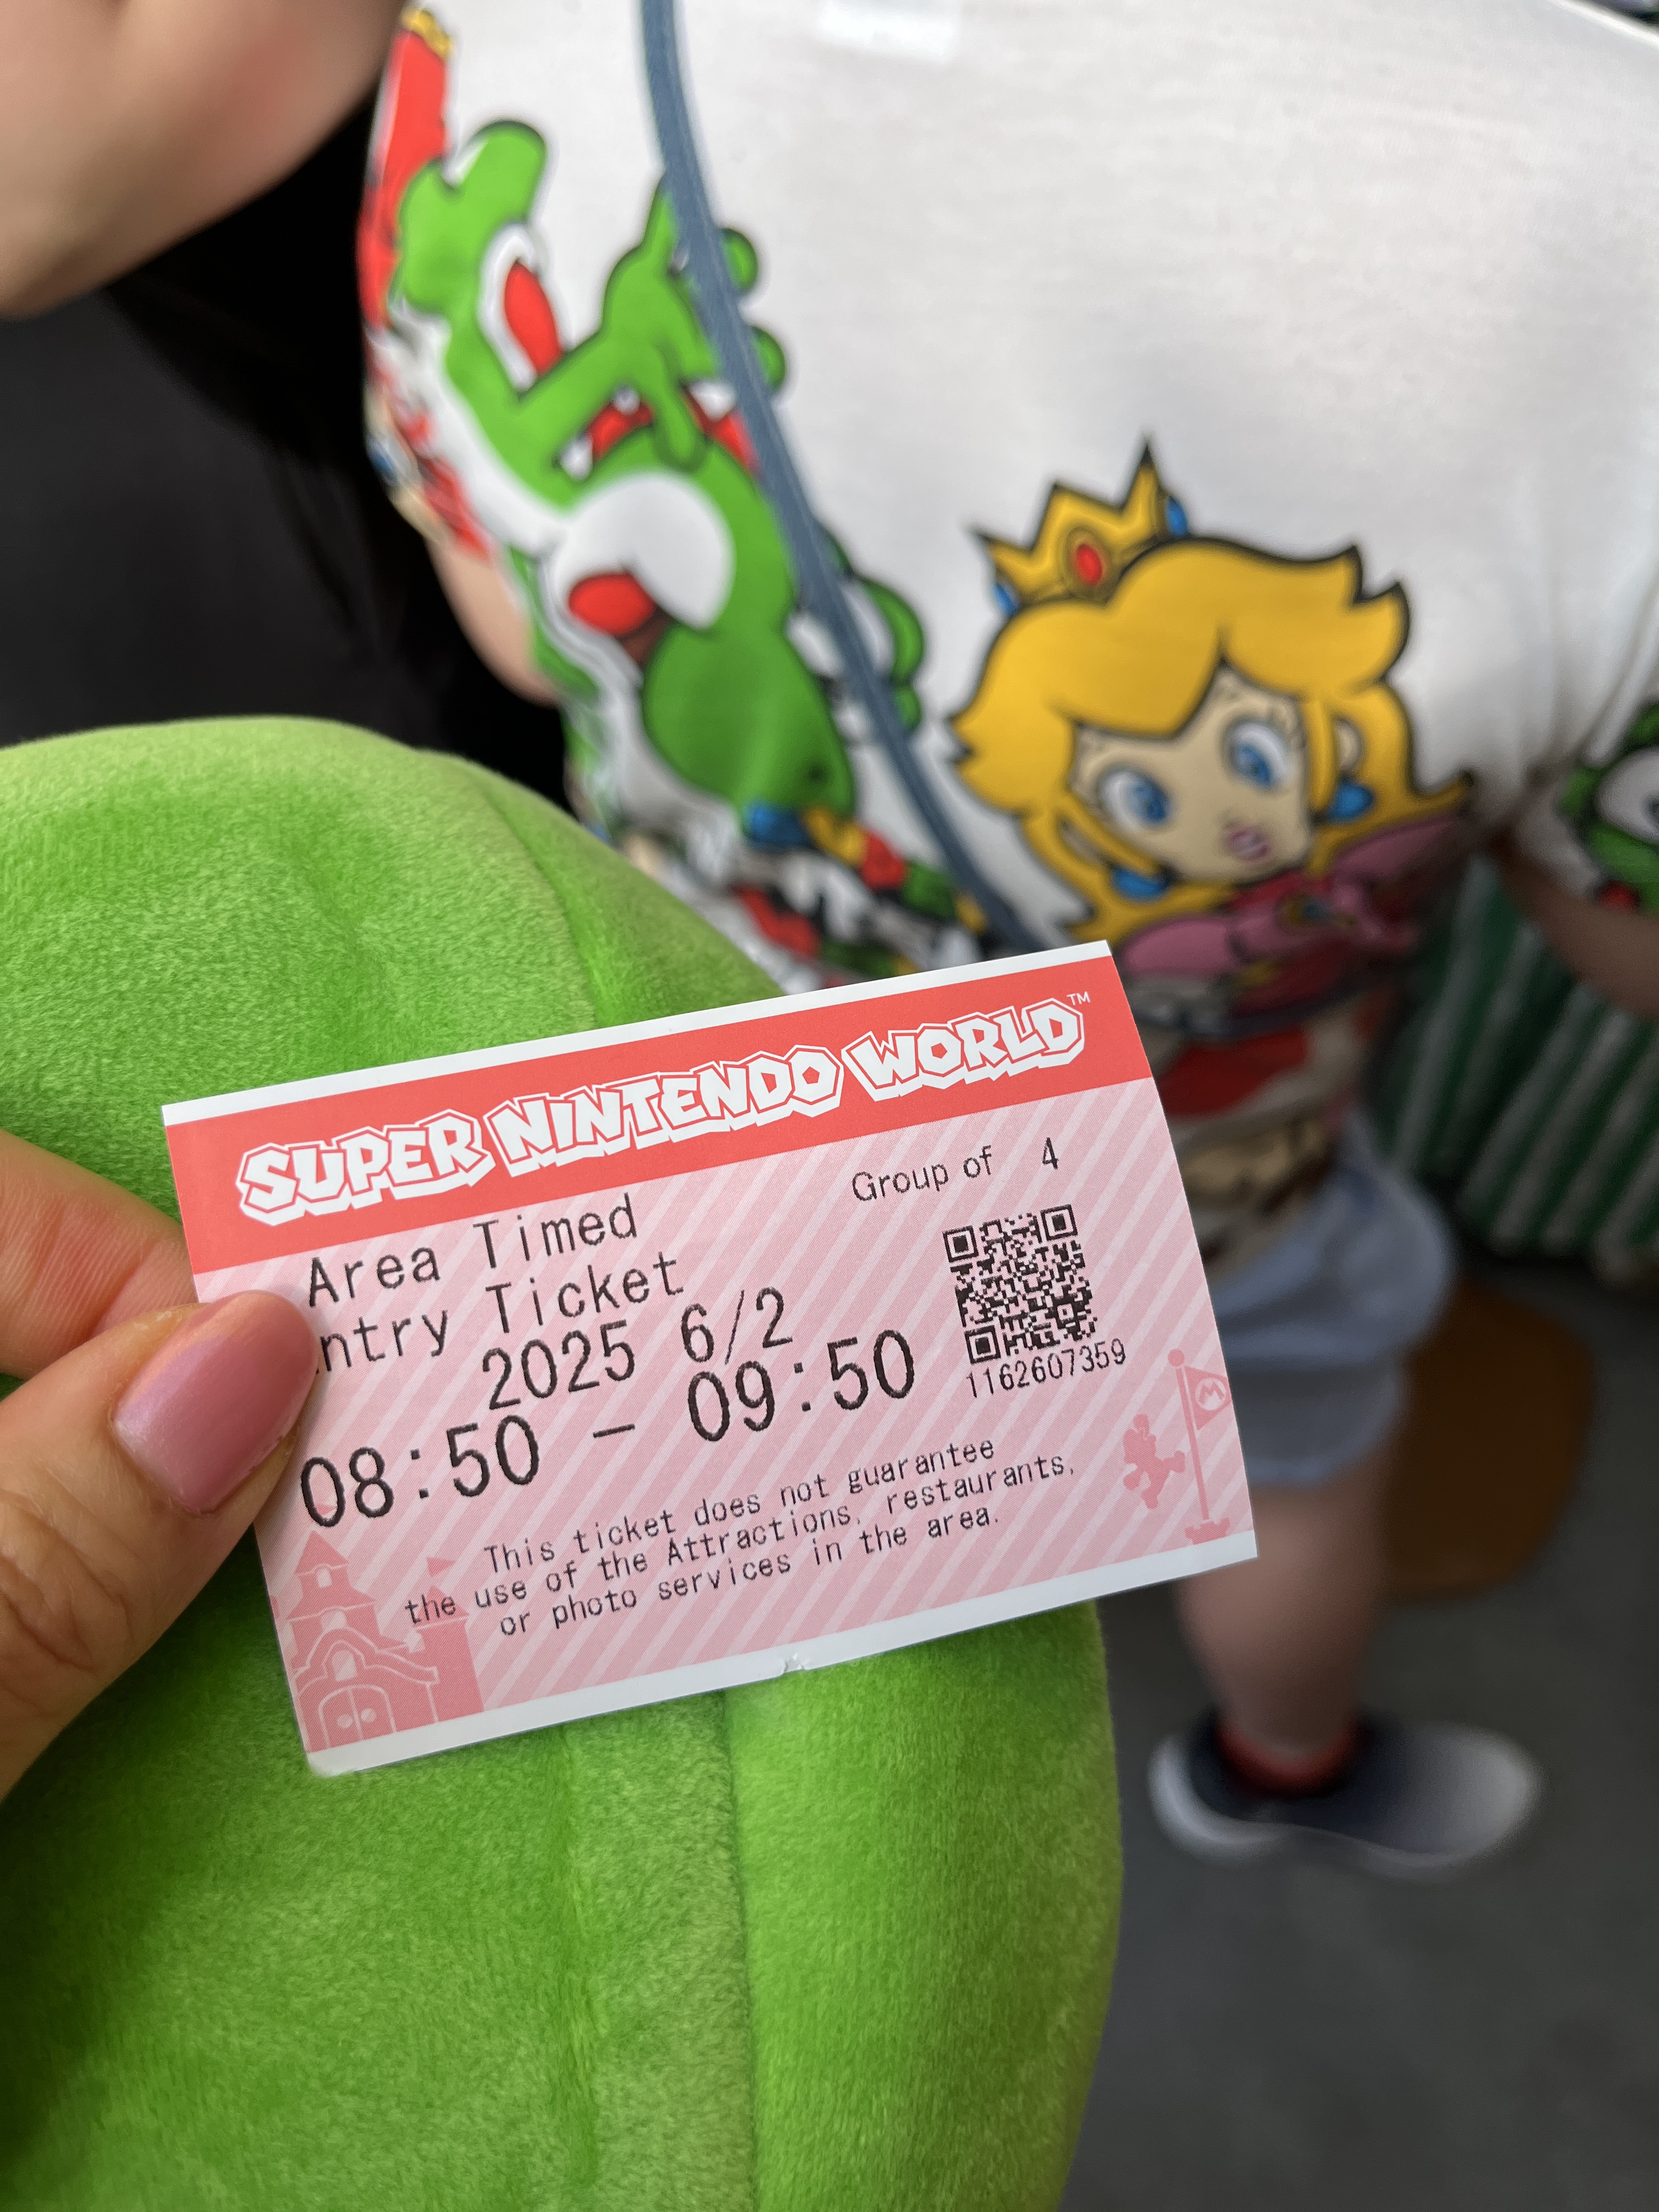 SUPER NINTENDO WORLD™
Group of 4
Area Timed
ntry Ticket
2025 6/2
08:50 - 09:50
1162607359
This ticket does not guarantee
the use of the Attractions, restaurants,
or photo services in the area.
M